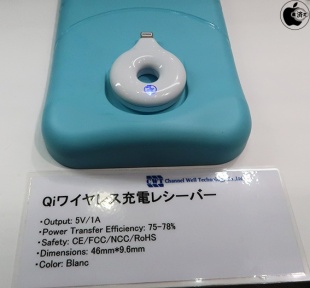 Channel Well Technology Co., Ltd.
Qiワイヤレス充電レシーバー
•Output: 5V/1A
•Power Transfer Efficiency: 75-78%
•Safety: CE/FCC/NCC/RoHS
•Dimensions: 46mm*9.6mm
•Color: Blanc